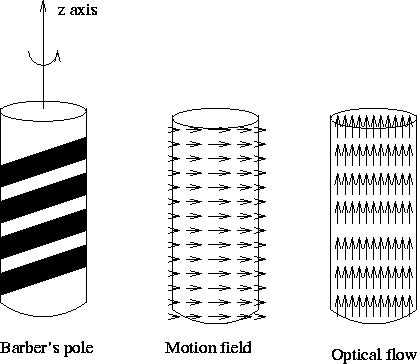 z axis
Barber's pole
Motion field
Optical flow